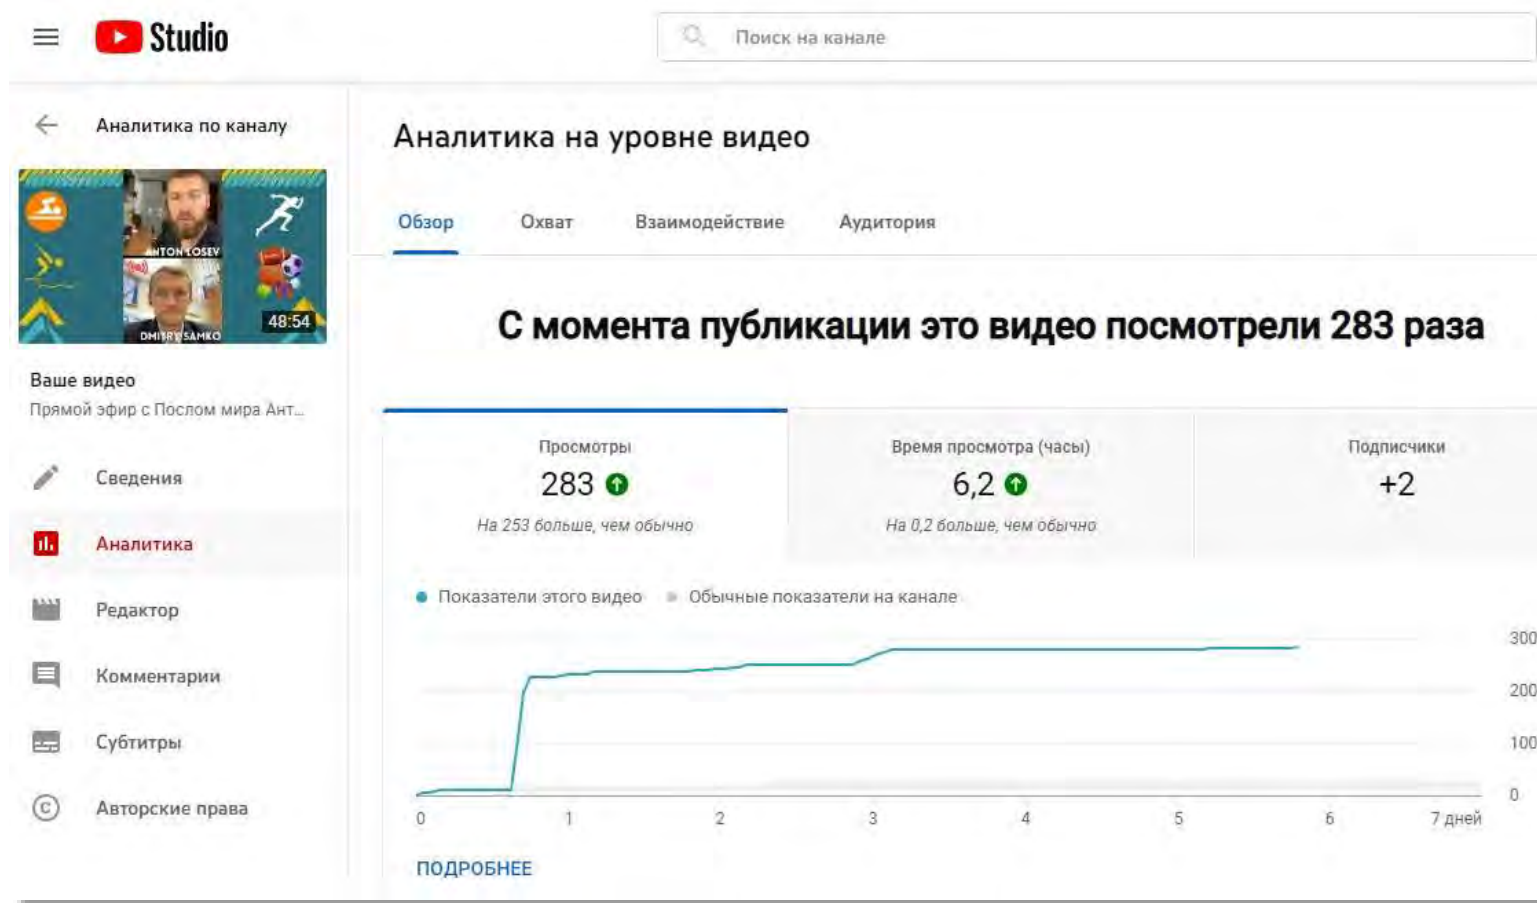 Studio
Поиск на канале
Аналитика по каналу
ANTON LOSEV
DMITRY SAMKO
48:54
Ваше видео
Прямой эфир с Послом мира Ант...
Сведения
Аналитика
Редактор
Комментарии
Субтитры
Авторские права
Аналитика на уровне видео
Обзор Охват Взаимодействие Аудитория
С момента публикации это видео посмотрели 283 раза
Просмотры
283
На 253 больше, чем обычно
Время просмотра (часы)
6,2
На 0,2 больше, чем обычно
Подписчики
+2
Показатели этого видео Обычные показатели на канале
300
200
100
0
0 1 2 3 4 5 6 7 дней
ПОДРОБНЕЕ